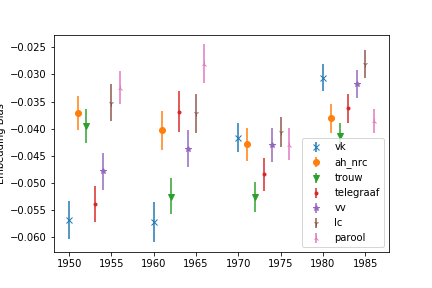 Embedding bias
−0.025
−0.030
−0.035
−0.040
−0.045
−0.050
−0.055
−0.060
1950
1955
1960
1965
1970
1975
1980
1985
vk
ah_nrc
trouw
telegraaf
vv
lc
parool